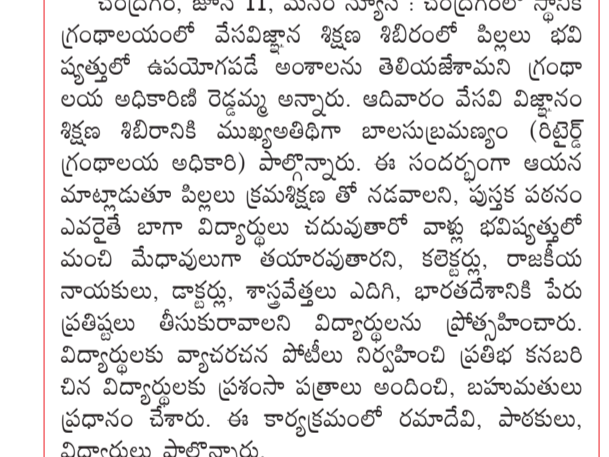 చంద్రగిరి, జూన్ 11, మనం న్యూస్ : చంద్రగిరిలో స్థానిక
గ్రంథాలయంలో వేసవిజ్ఞాన శిక్షణ శిబిరంలో పిల్లలు భవి
ష్యత్తులో ఉపయోగపడే అంశాలను తెలియజేశామని గ్రంథా
లయ అధికారిణి రెడ్డమ్మ అన్నారు. ఆదివారం వేసవి విజ్ఞానం
శిక్షణ శిబిరానికి ముఖ్యఅతిథిగా బాలసుబ్రమణ్యం (రిటైర్డ్
గ్రంథాలయ అధికారి) పాల్గొన్నారు. ఈ సందర్భంగా ఆయన
మాట్లాడుతూ పిల్లలు క్రమశిక్షణ తో నడవాలని, పుస్తక పఠనం
ఎవరైతే బాగా విద్యార్థులు చదువుతారో వాళ్లు భవిష్యత్తులో
మంచి మేధావులుగా తయారవుతారని, కలెక్టర్లు, రాజకీయ
నాయకులు, డాక్టర్లు, శాస్త్రవేత్తలు ఎదిగి, భారతదేశానికి పేరు
ప్రతిష్టలు తీసుకురావాలని విద్యార్థులను ప్రోత్సహించారు.
విద్యార్థులకు వ్యాచరచన పోటీలు నిర్వహించి ప్రతిభ కనబరి
చిన విద్యార్థులకు ప్రశంసా పత్రాలు అందించి, బహుమతులు
ప్రధానం చేశారు. ఈ కార్యక్రమంలో రమాదేవి, పాఠకులు,
విద్యార్థులు పాల్గొన్నారు.